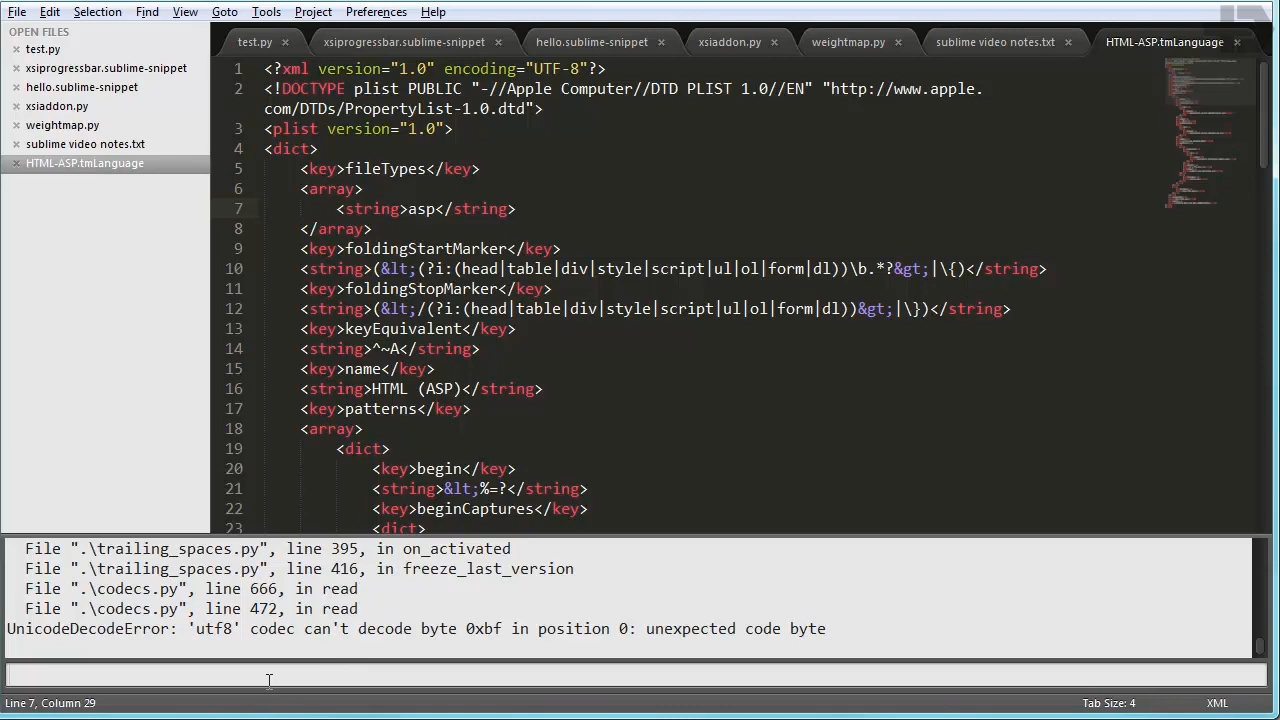 File Edit Selection Find View Goto Tools Project Preferences Help
OPEN FILES
test.py
xsiprogressbar.sublime-snippet
hello.sublime-snippet
xsiaddon.py
weightmap.py
sublime video notes.txt
HTML-ASP.tmLanguage
test.py xsiprogressbar.sublime-snippet hello.sublime-snippet xsiaddon.py weightmap.py sublime video notes.txt HTML-ASP.tmLanguage
1 <?xml version="1.0" encoding="UTF-8"?>
2 <!DOCTYPE plist PUBLIC "-//Apple Computer//DTD PLIST 1.0//EN" "http://www.apple.
com/DTDs/PropertyList-1.0.dtd">
3 <plist version="1.0">
4 <dict>
5 <key>fileTypes</key>
6 <array>
7 <string>asp</string>
8 </array>
9 <key>foldingStartMarker</key>
10 <string>(&lt;(?i:(head|table|div|style|script|ul|ol|form|dl))\b.*?&gt;|\{)</string>
11 <key>foldingStopMarker</key>
12 <string>(&lt;/(?i:(head|table|div|style|script|ul|ol|form|dl))&gt;|\})</string>
13 <key>keyEquivalent</key>
14 <string>^~A</string>
15 <key>name</key>
16 <string>HTML (ASP)</string>
17 <key>patterns</key>
18 <array>
19 <dict>
20 <key>begin</key>
21 <string>&lt;%=?</string>
22 <key>beginCaptures</key>
23 <dict>
File ".\trailing_spaces.py", line 395, in on_activated
File ".\trailing_spaces.py", line 416, in freeze_last_version
File ".\codecs.py", line 666, in read
File ".\codecs.py", line 472, in read
UnicodeDecodeError: 'utf8' codec can't decode byte 0xbf in position 0: unexpected code byte
Line 7, Column 29 Tab Size: 4 XML